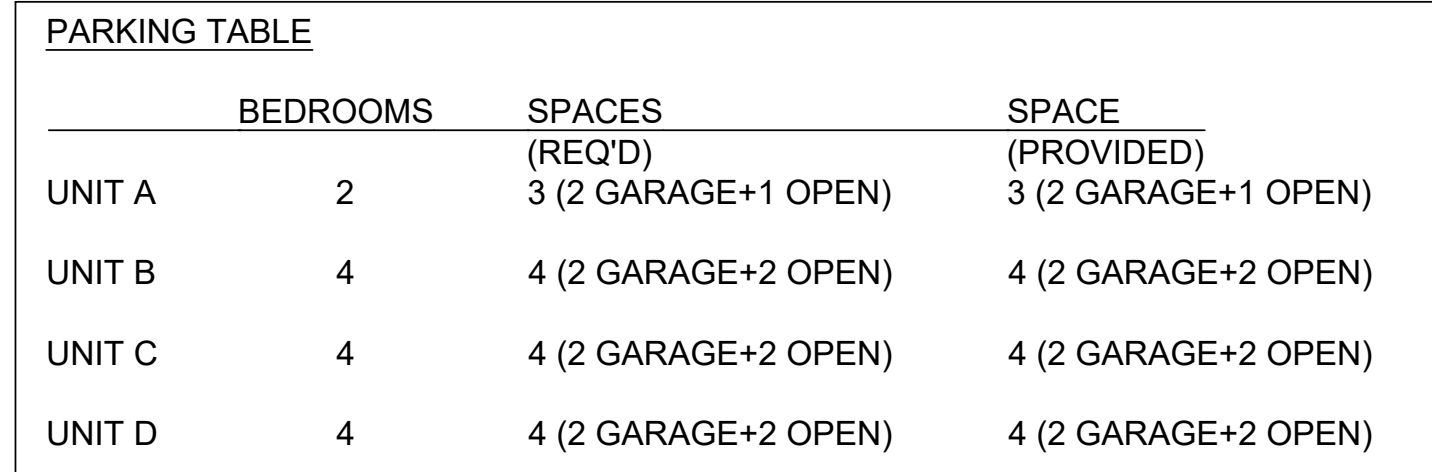 PARKING TABLE
BEDROOMS SPACES SPACE
(REQ'D) (PROVIDED)
UNIT A 2 3 (2 GARAGE+1 OPEN) 3 (2 GARAGE+1 OPEN)
UNIT B 4 4 (2 GARAGE+2 OPEN) 4 (2 GARAGE+2 OPEN)
UNIT C 4 4 (2 GARAGE+2 OPEN) 4 (2 GARAGE+2 OPEN)
UNIT D 4 4 (2 GARAGE+2 OPEN) 4 (2 GARAGE+2 OPEN)